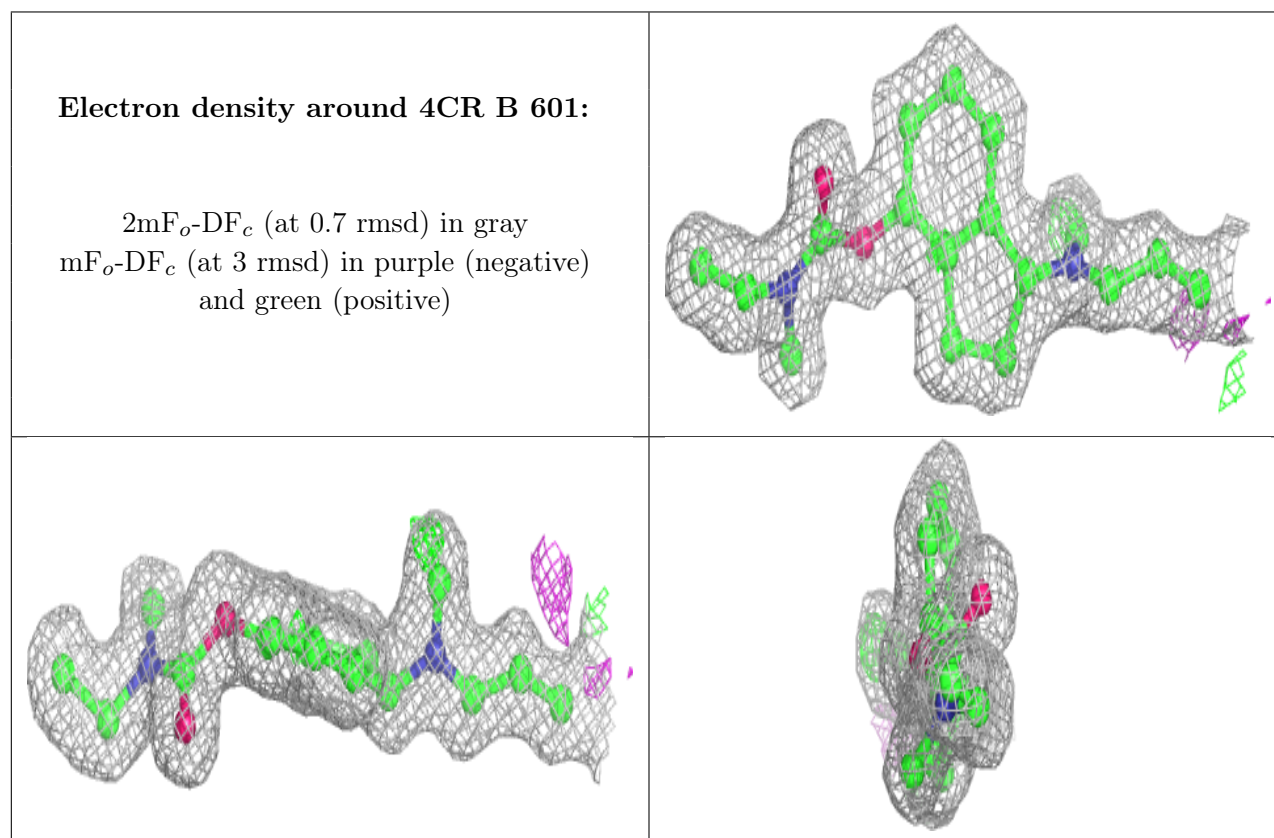 Electron density around 4CR B 601:
2mFo-DFc (at 0.7 rmsd) in gray
mFo-DFc (at 3 rmsd) in purple (negative)
and green (positive)